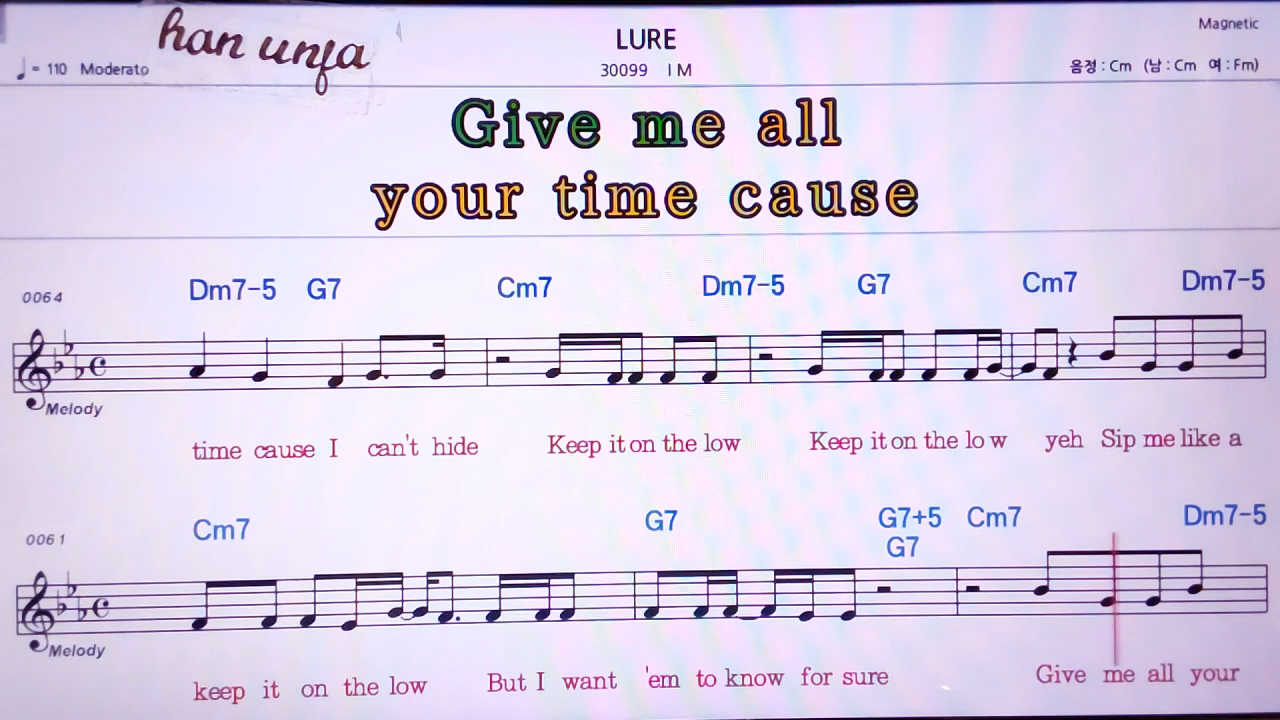 han unfa
LURE
Magnetic
♩= 110 Moderato
30099 I M
음정 : Cm (남 : Cm 여 : Fm)
Give me all
your time cause
0064
Dm7-5 G7 Cm7 Dm7-5 G7 Cm7 Dm7-5
Melody
time cause I can't hide Keep it on the low Keep it on the lo w yeh Sip me like a
0061
Cm7 G7 G7+5 Cm7 Dm7-5
G7
Melody
keep it on the low But I want 'em to know for sure Give me all your